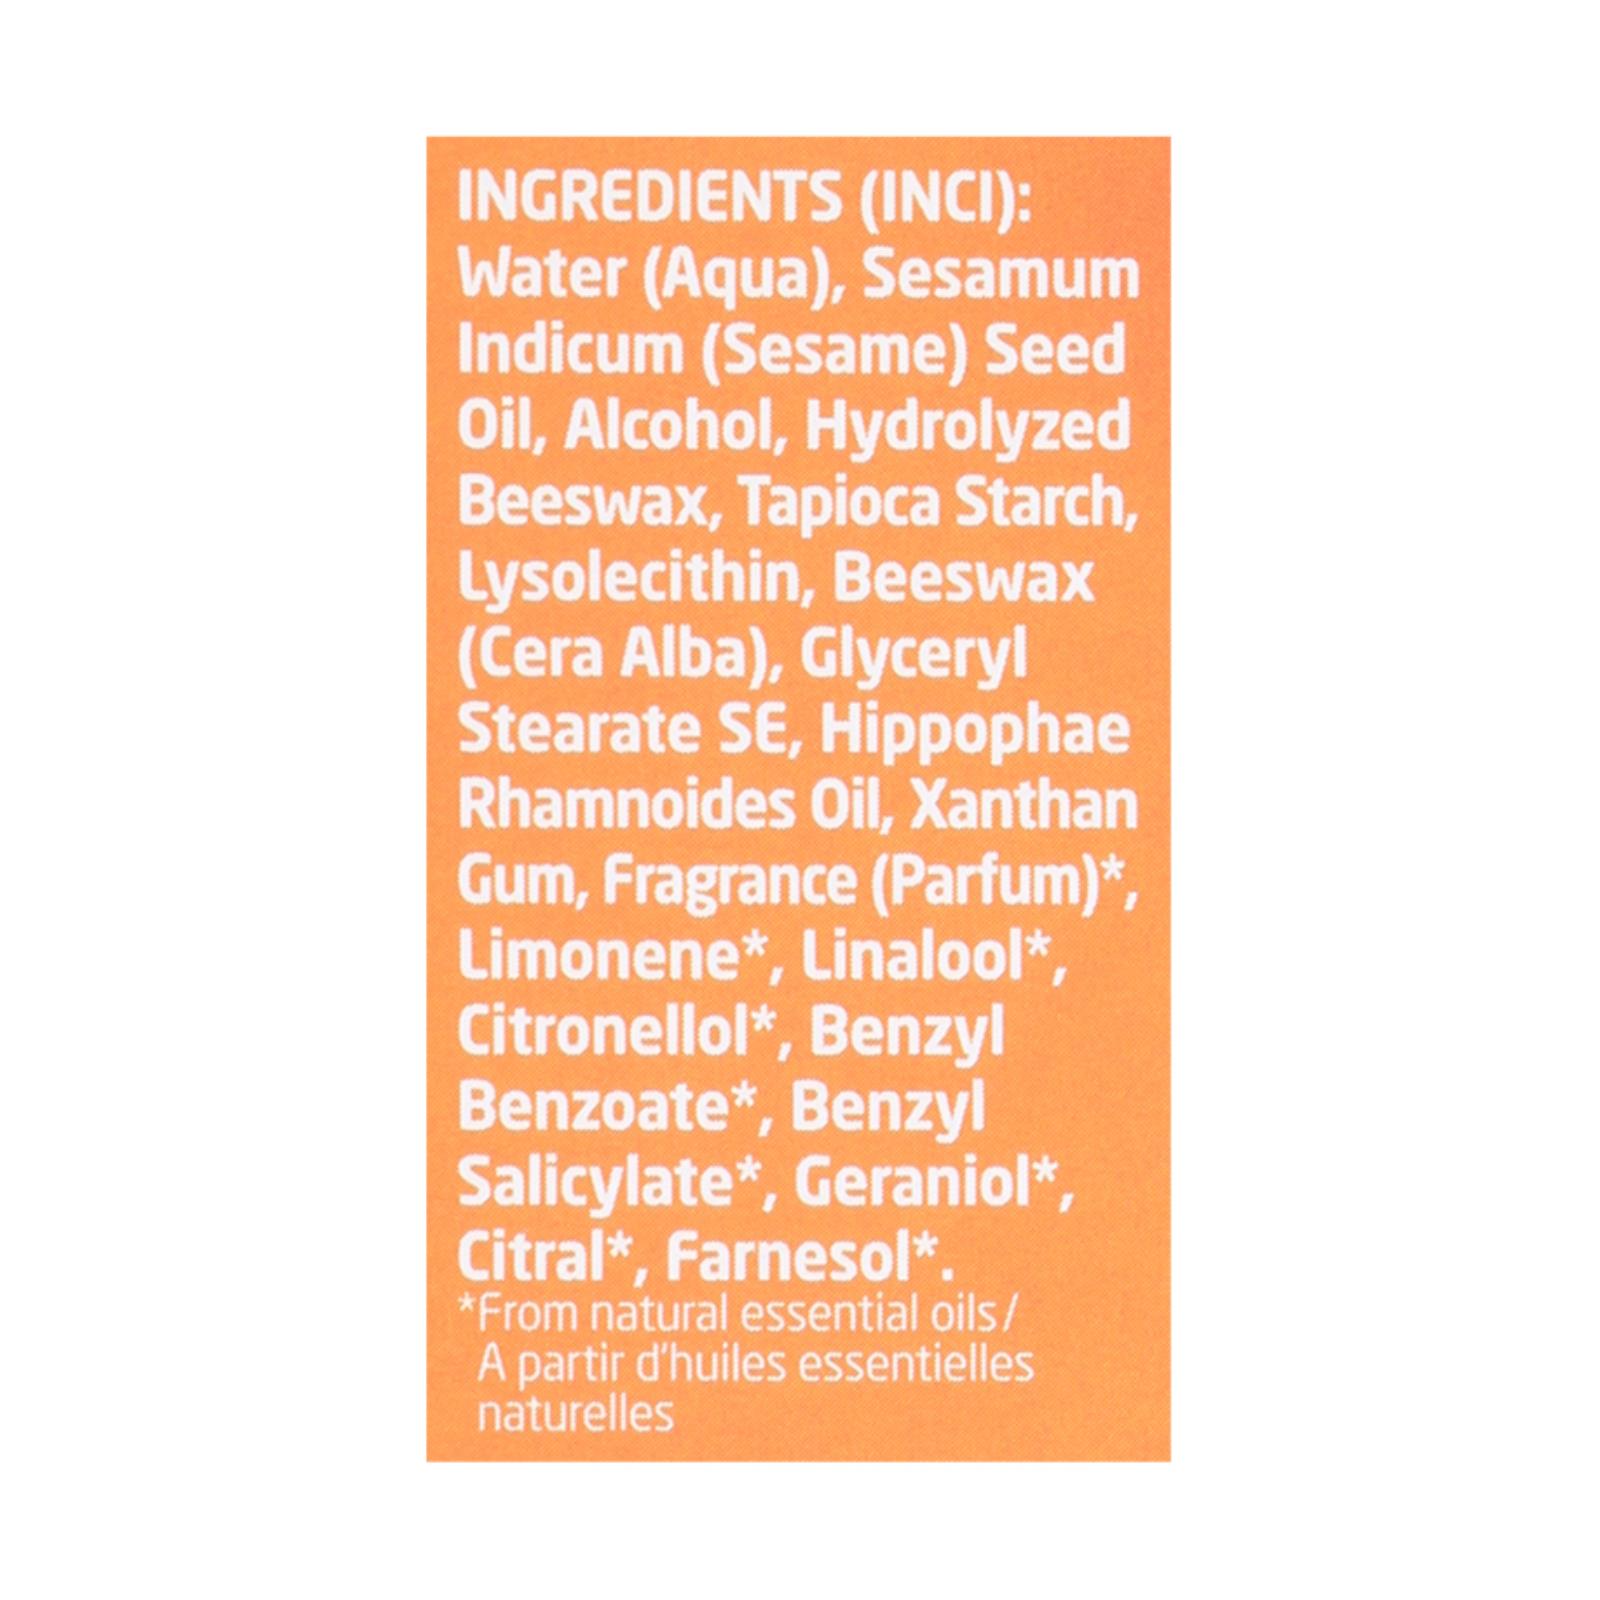 INGREDIENTS (INCI):
Water (Aqua), Sesamum
Indicum (Sesame) Seed
Oil, Alcohol, Hydrolyzed
Beeswax, Tapioca Starch,
Lysolecithin, Beeswax
(Cera Alba), Glyceryl
Stearate SE, Hippophae
Rhamnoides Oil, Xanthan
Gum, Fragrance (Parfum)*,
Limonene*, Linalool*,
Citronellol*, Benzyl
Benzoate*, Benzyl
Salicylate*, Geraniol*,
Citral*, Farnesol*.
*From natural essential oils/
A partir d'huiles essentielles
naturelles